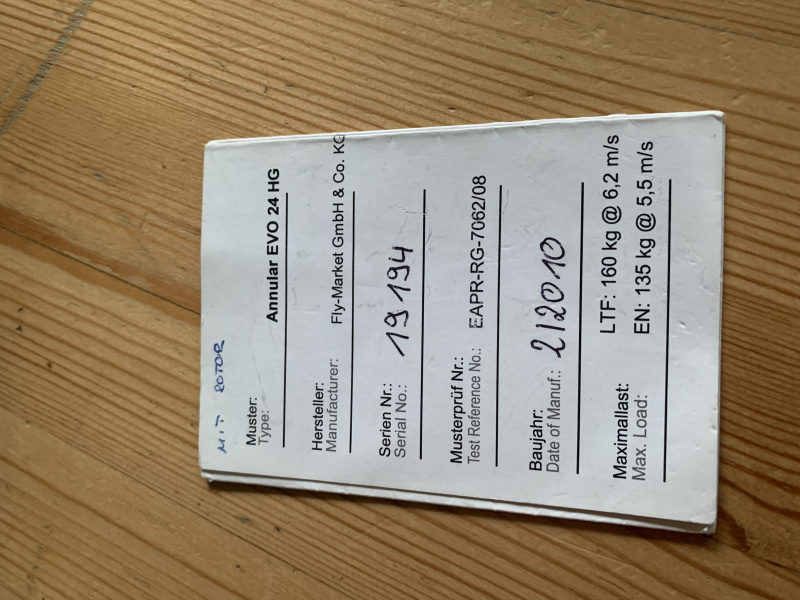 MIT ROTOR
Muster:
Type: Annular EVO 24 HG
Hersteller:
Manufacturer: Fly-Market GmbH & Co. KG
Serien Nr.:
Serial No.: 19194
Musterprüf Nr.:
Test Reference No.: EAPR-RG-7062/08
Baujahr:
Date of Manuf.: 2/2010
Maximallast: LTF: 160 kg @ 6,2 m/s
Max. Load: EN: 135 kg @ 5,5 m/s